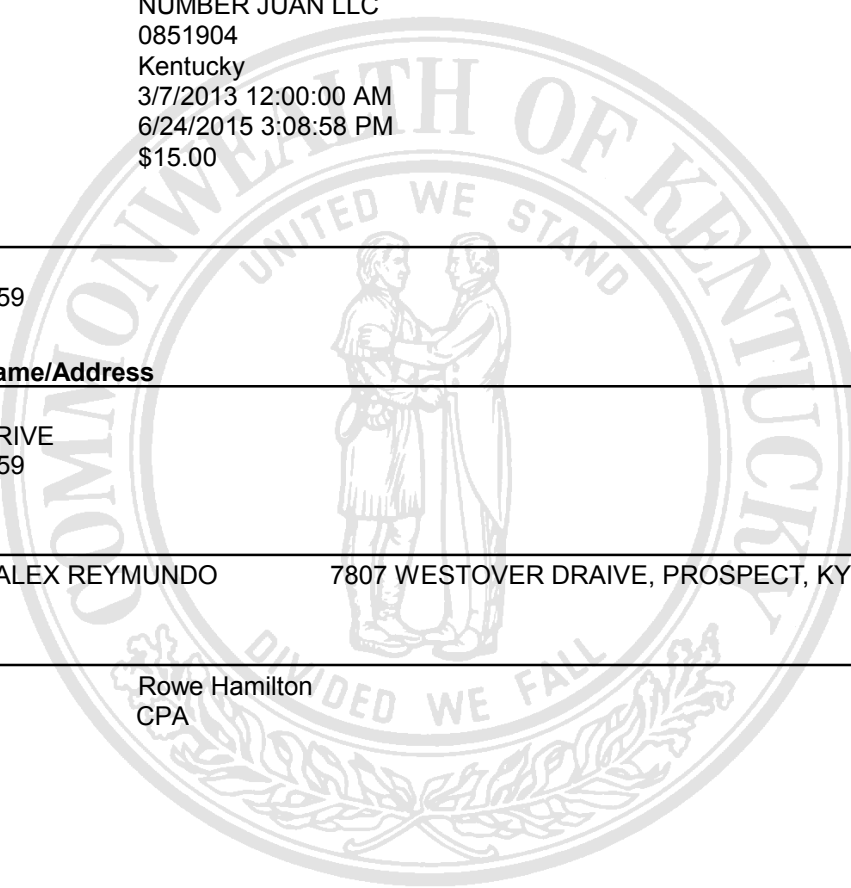 NUMBER JUAN LLC
0851904
Kentucky
3/7/2013 12:00:00 AM
6/24/2015 3:08:58 PM
$15.00
COMMONWEALTH OF KENTUCKY
UNITED WE STAND
59
ame/Address
RIVE
59
ALEX REYMUNDO 7807 WESTOVER DRAIVE, PROSPECT, KY
DIVIDED WE FALL
Rowe Hamilton
CPA